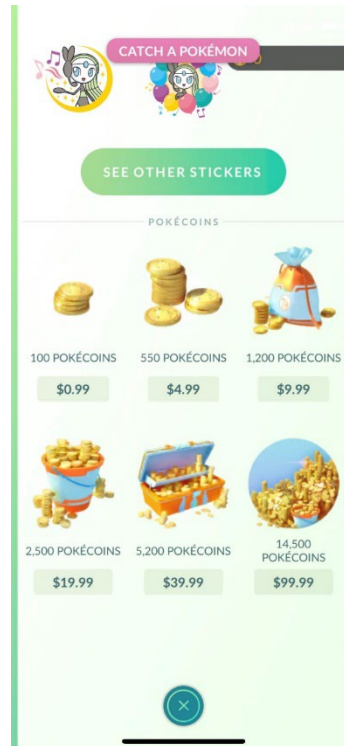 CATCH A POKÉMON
SEE OTHER STICKERS
POKÉCOINS
100 POKÉCOINS
550 POKÉCOINS
1,200 POKÉCOINS
$0.99
$4.99
$9.99
2,500 POKÉCOINS
5,200 POKÉCOINS
14,500
POKÉCOINS
$19.99
$39.99
$99.99